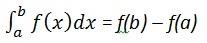 ∫ₐᵇ f(x)dx = f(b) – f(a)